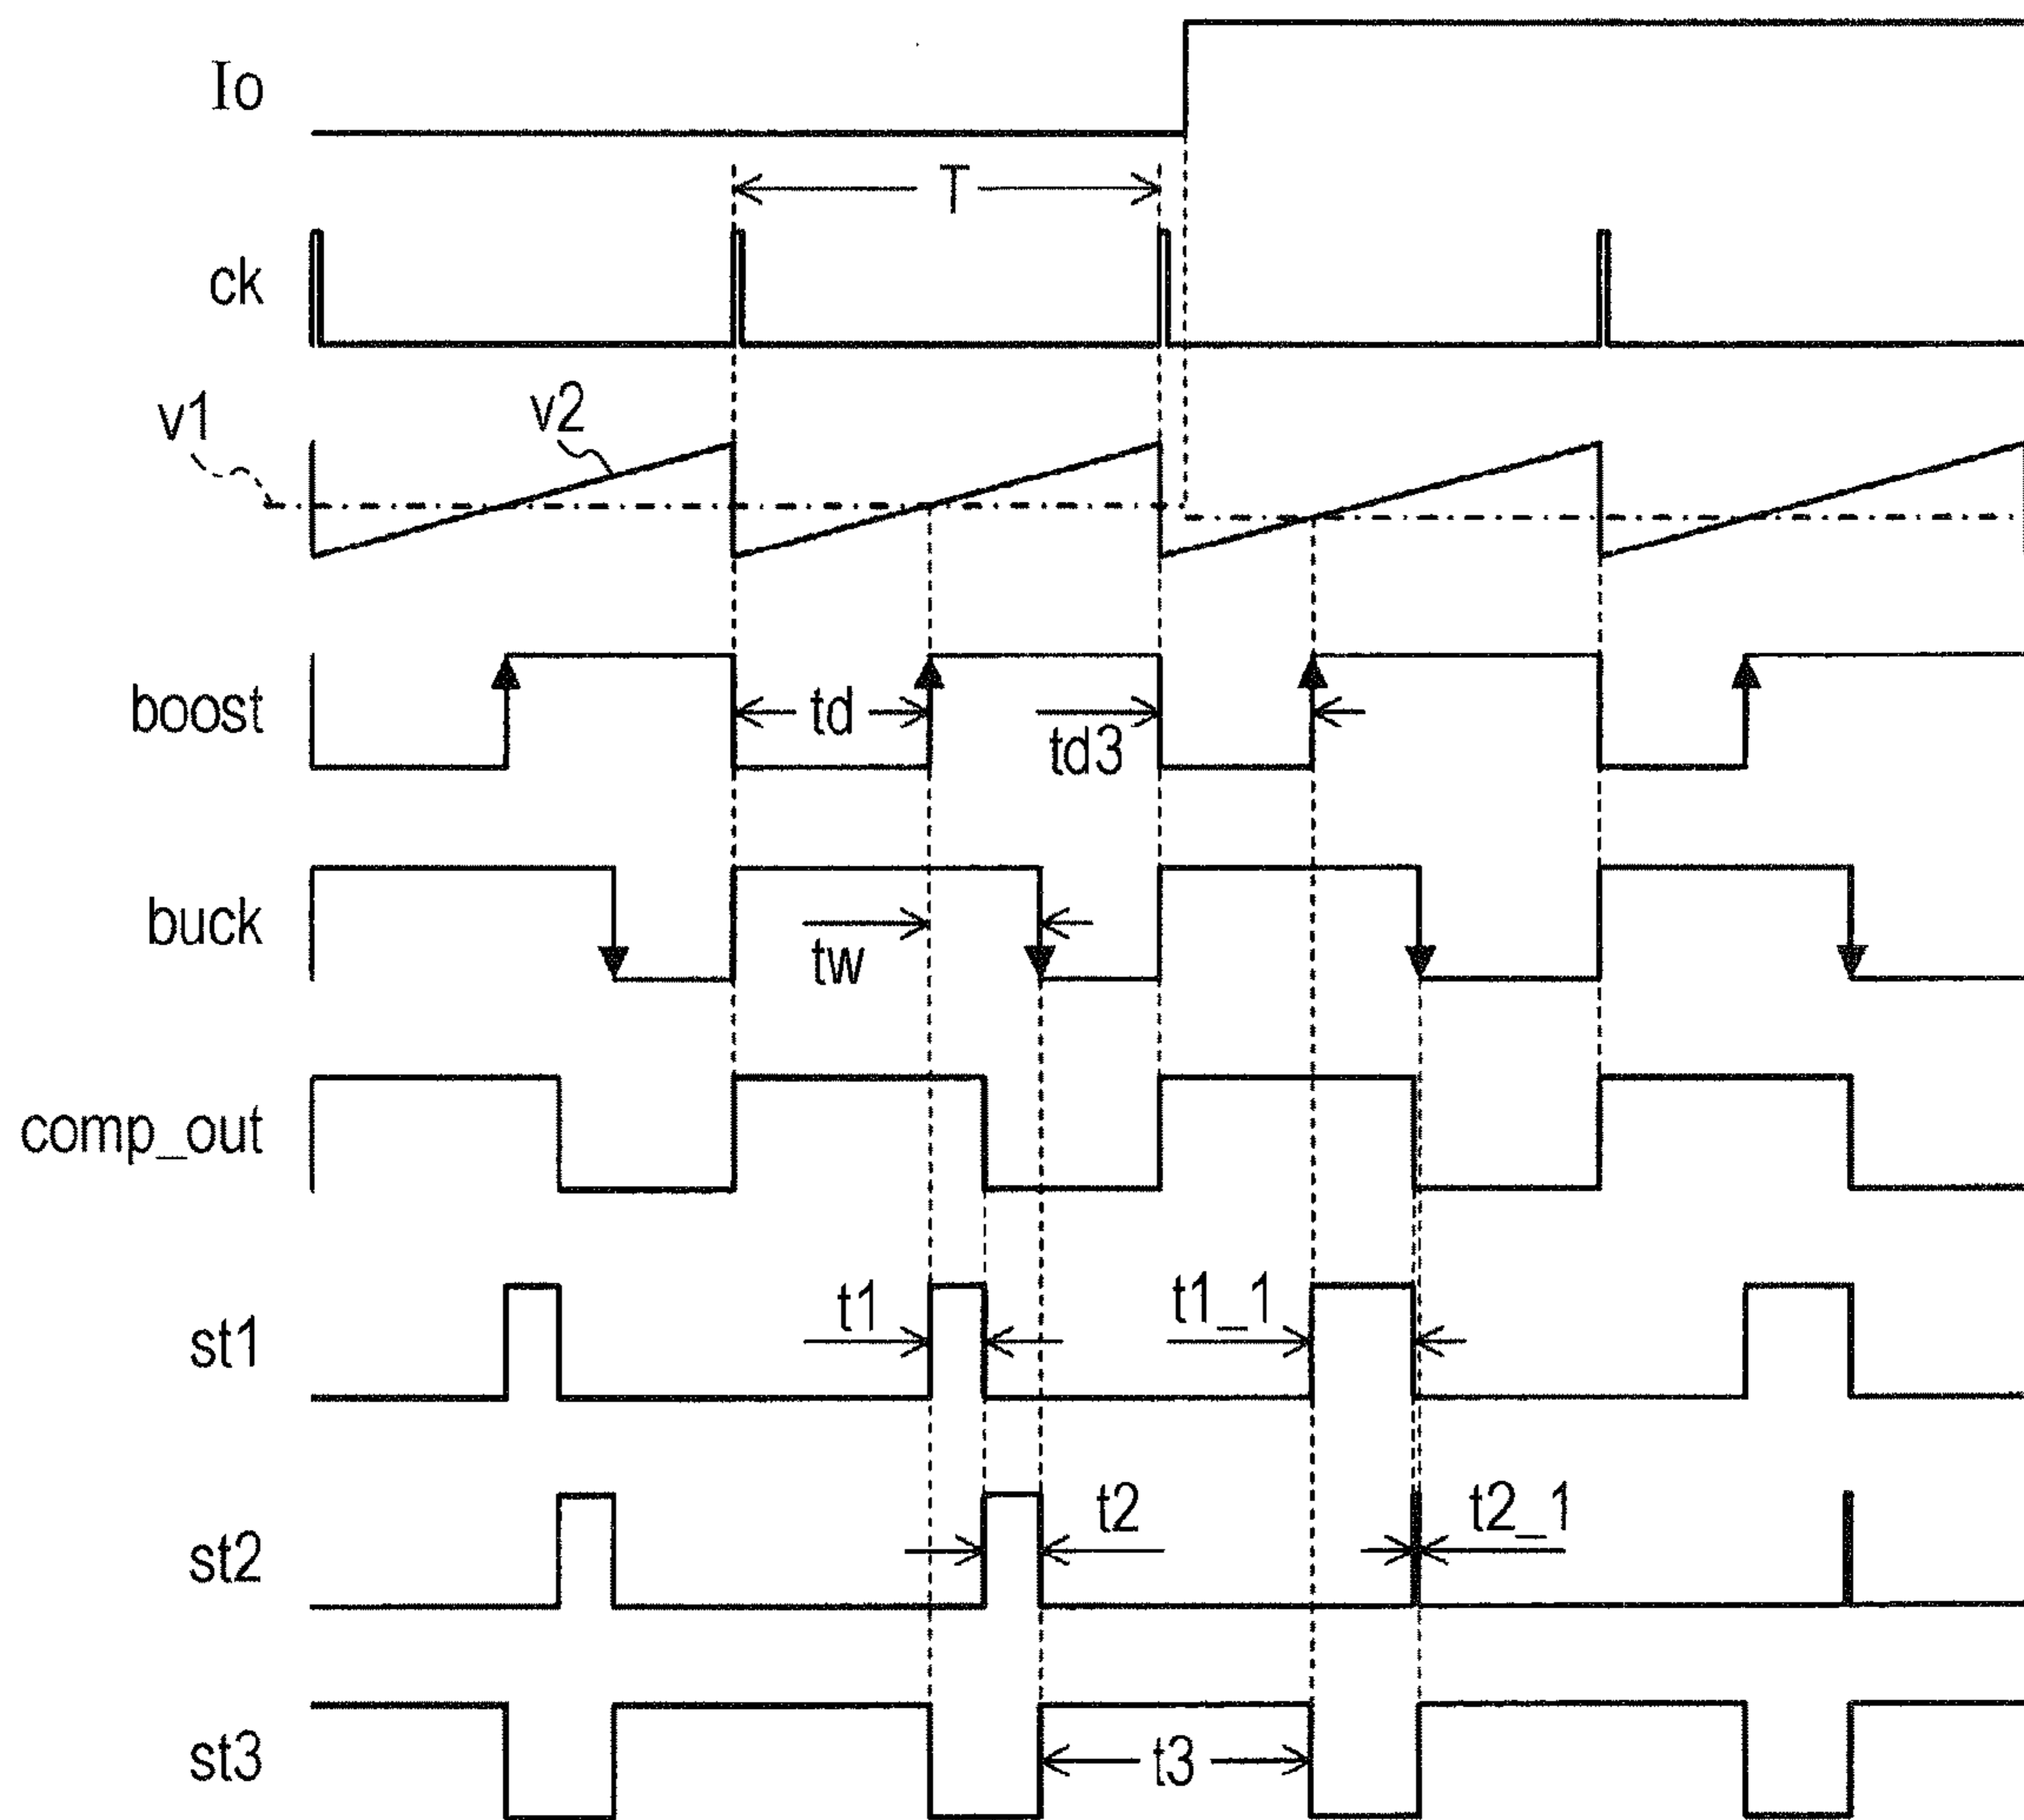 Io
T
ck
v1
v2
boost
td
td3
buck
tw
comp_out
st1
t1
t1_1
st2
t2
t2_1
st3
t3